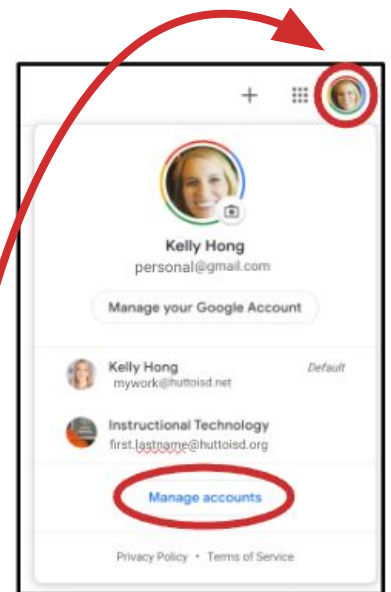 +
Kelly Hong
personal@gmail.com
Manage your Google Account
Kelly Hong Default
mywork@huttoisd.net
Instructional Technology
first.lastname@huttoisd.org
Manage accounts
Privacy Policy • Terms of Service